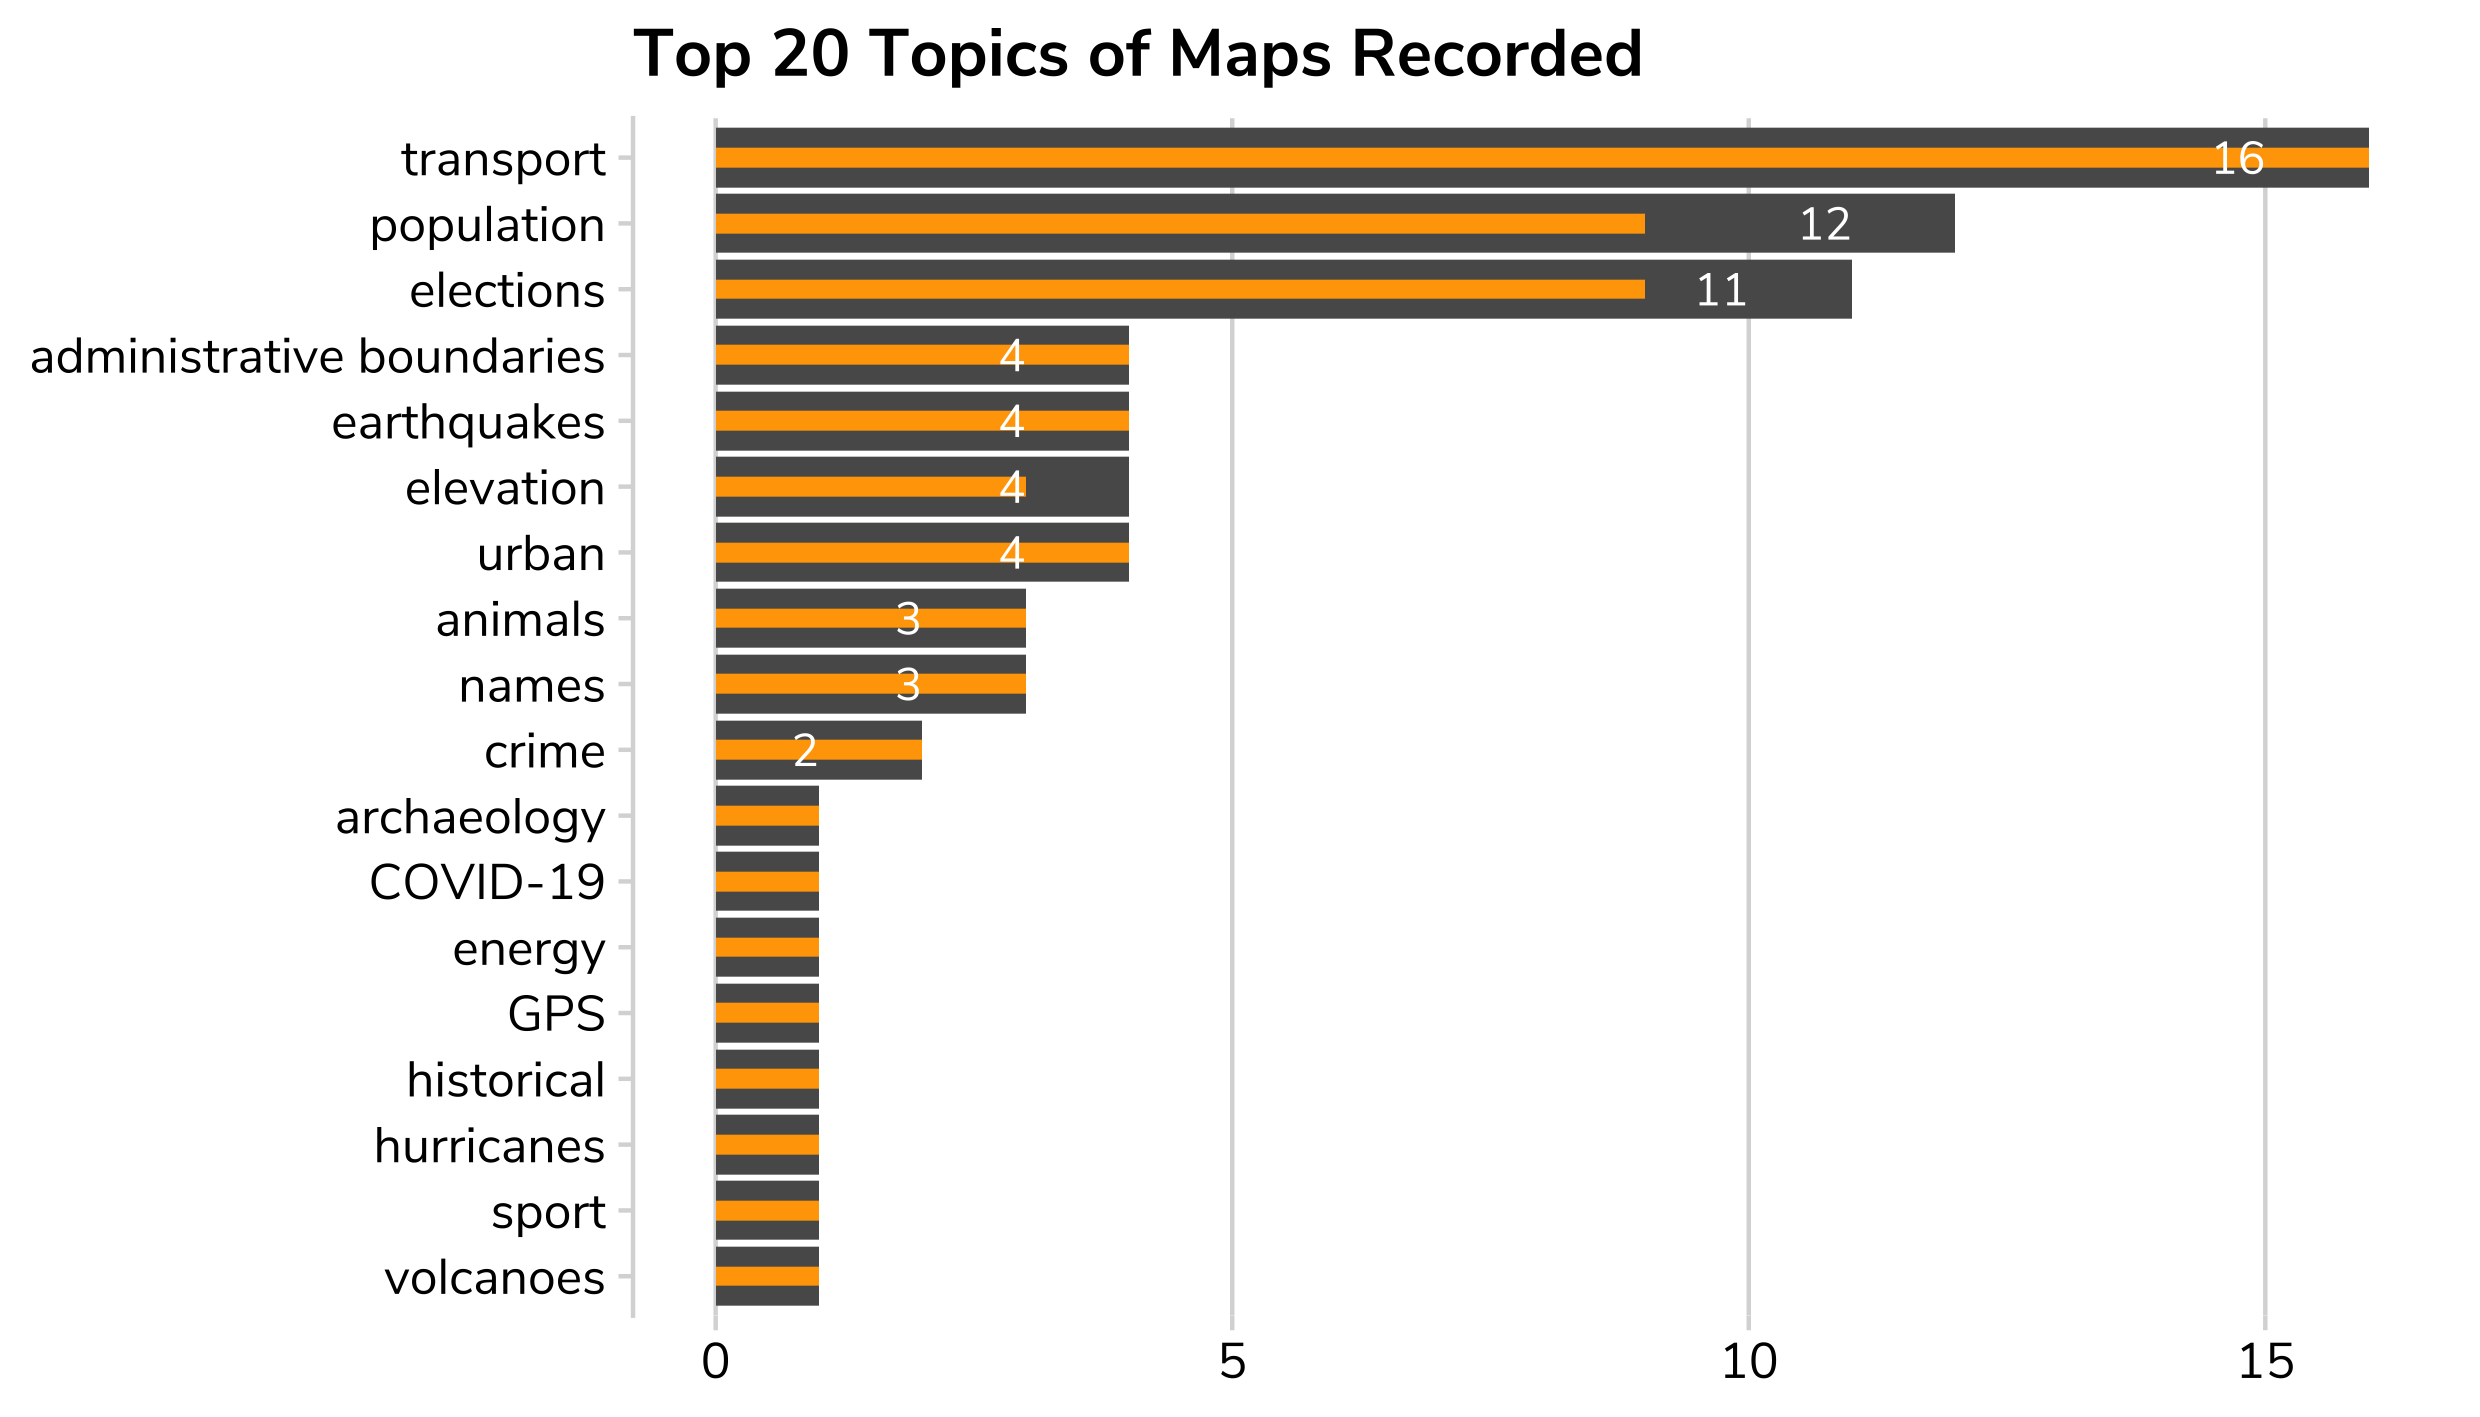 Top 20 Topics of Maps Recorded
transport 16
population 12
elections 11
administrative boundaries 4
earthquakes 4
elevation 4
urban 4
animals 3
names 3
crime 2
archaeology
COVID-19
energy
GPS
historical
hurricanes
sport
volcanoes
0 5 10 15